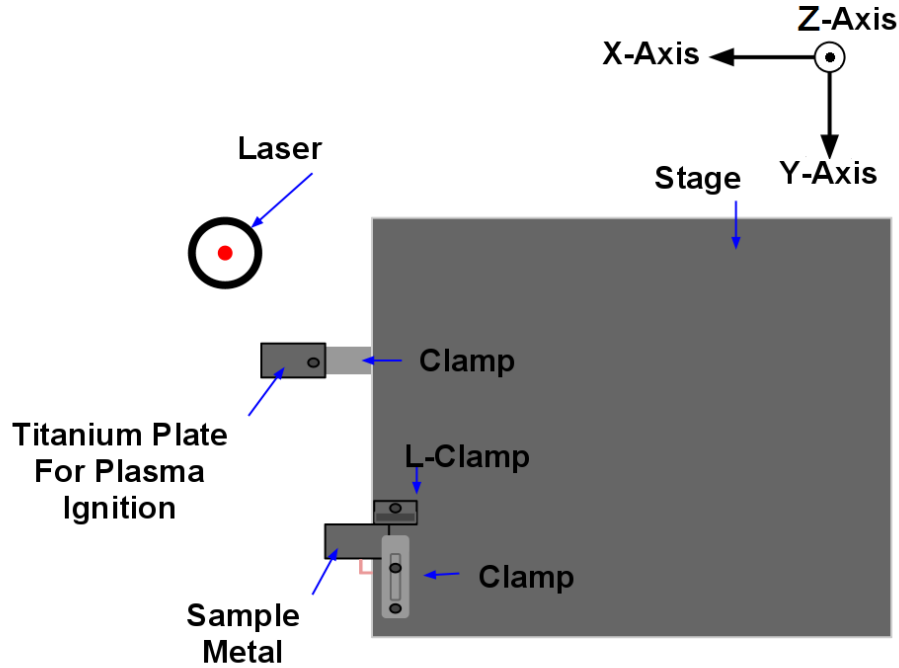 Z-Axis
X-Axis
Laser
Stage
Y-Axis
Clamp
Titanium Plate
For Plasma
Ignition
L-Clamp
Clamp
Sample
Metal